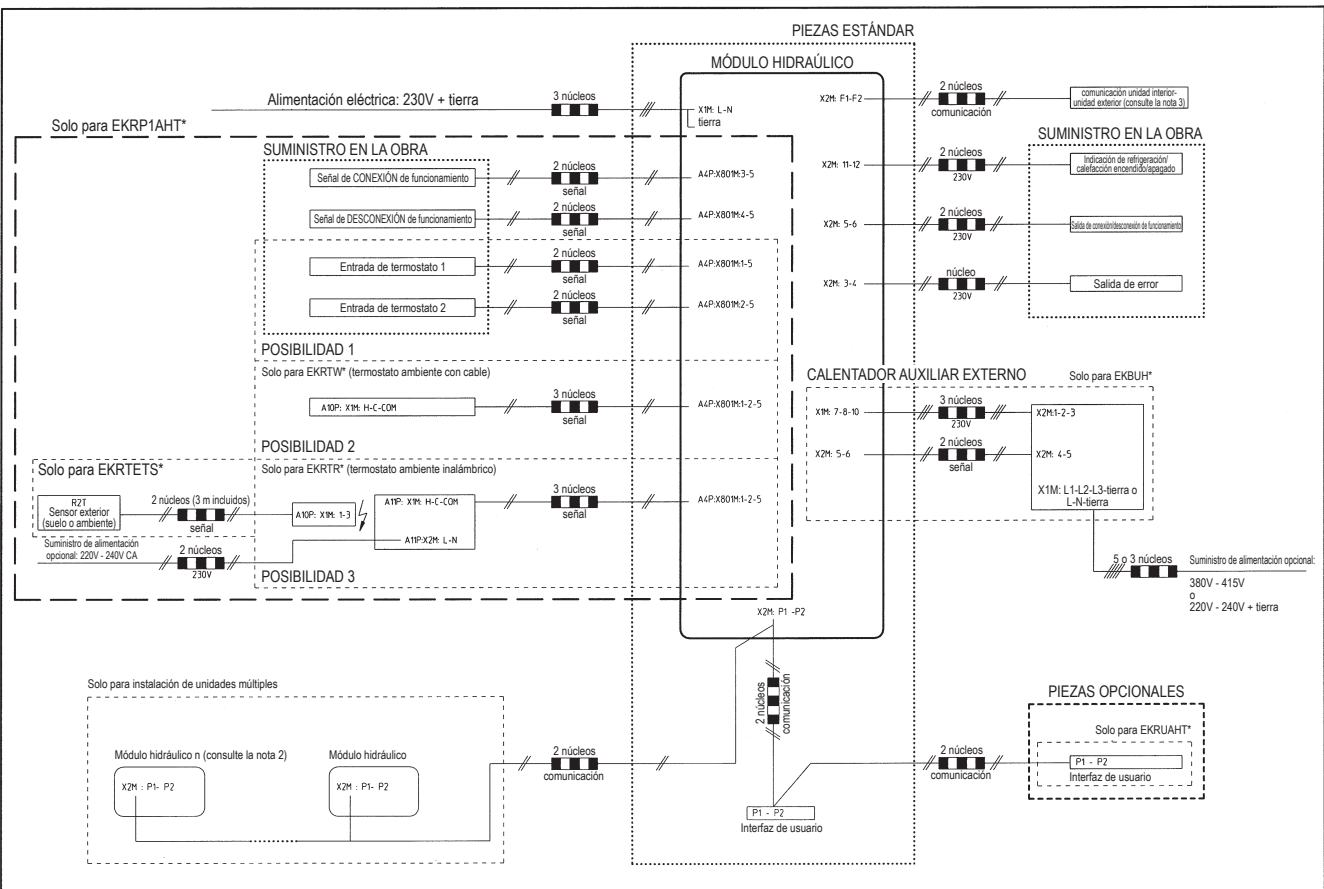 PIEZAS ESTÁNDAR
MÓDULO HIDRAÚLICO
Alimentación eléctrica: 230V + tierra
3 núcleos
X1M: L-N
tierra
X2M: F1-F2
2 núcleos
comunicación
comunicación unidad interior-
unidad exterior (consulte la nota 3)
Solo para EKRP1AHT*
SUMINISTRO EN LA OBRA
Señal de CONEXIÓN de funcionamiento
2 núcleos
señal
A4P:X801M:3-5
Señal de DESCONEXIÓN de funcionamiento
2 núcleos
señal
A4P:X801M:4-5
Entrada de termostato 1
2 núcleos
señal
A4P:X801M:1-5
Entrada de termostato 2
2 núcleos
señal
A4P:X801M:2-5
POSIBILIDAD 1
SUMINISTRO EN LA OBRA
X2M: 11-12
2 núcleos
230V
Indicación de refrigeración/
calefacción encendido/apagado
X2M: 5-6
2 núcleos
230V
Salida de conexión/desconexión de funcionamiento
X2M: 3-4
núcleo
230V
Salida de error
Solo para EKRTW* (termostato ambiente con cable)
A10P: X1M: H-C-COM
3 núcleos
señal
A4P:X801M:1-2-5
POSIBILIDAD 2
CALENTADOR AUXILIAR EXTERNO
Solo para EKBUH*
X1M: 7-8-10
3 núcleos
230V
X2M:1-2-3
X2M: 5-6
2 núcleos
señal
X2M: 4-5
X1M: L1-L2-L3-tierra o
L-N-tierra
5 o 3 núcleos
Suministro de alimentación opcional:
380V - 415V
o
220V - 240V + tierra
Solo para EKRTETS*
Solo para EKRTR* (termostato ambiente inalámbrico)
R2T
Sensor exterior
(suelo o ambiente)
2 núcleos (3 m incluidos)
señal
A10P: X1M: 1-3
A11P: X1M: H-C-COM
3 núcleos
señal
A4P:X801M:1-2-5
Suministro de alimentación
opcional: 220V - 240V CA
2 núcleos
230V
A11P:X2M: L-N
POSIBILIDAD 3
X2M: P1 -P2
2 núcleos
comunicación
Solo para instalación de unidades múltiples
Módulo hidráulico n (consulte la nota 2)
X2M : P1- P2
Módulo hidráulico
X2M : P1- P2
2 núcleos
comunicación
P1 - P2
Interfaz de usuario
2 núcleos
comunicación
PIEZAS OPCIONALES
Solo para EKRUAHT*
P1 - P2
Interfaz de usuario